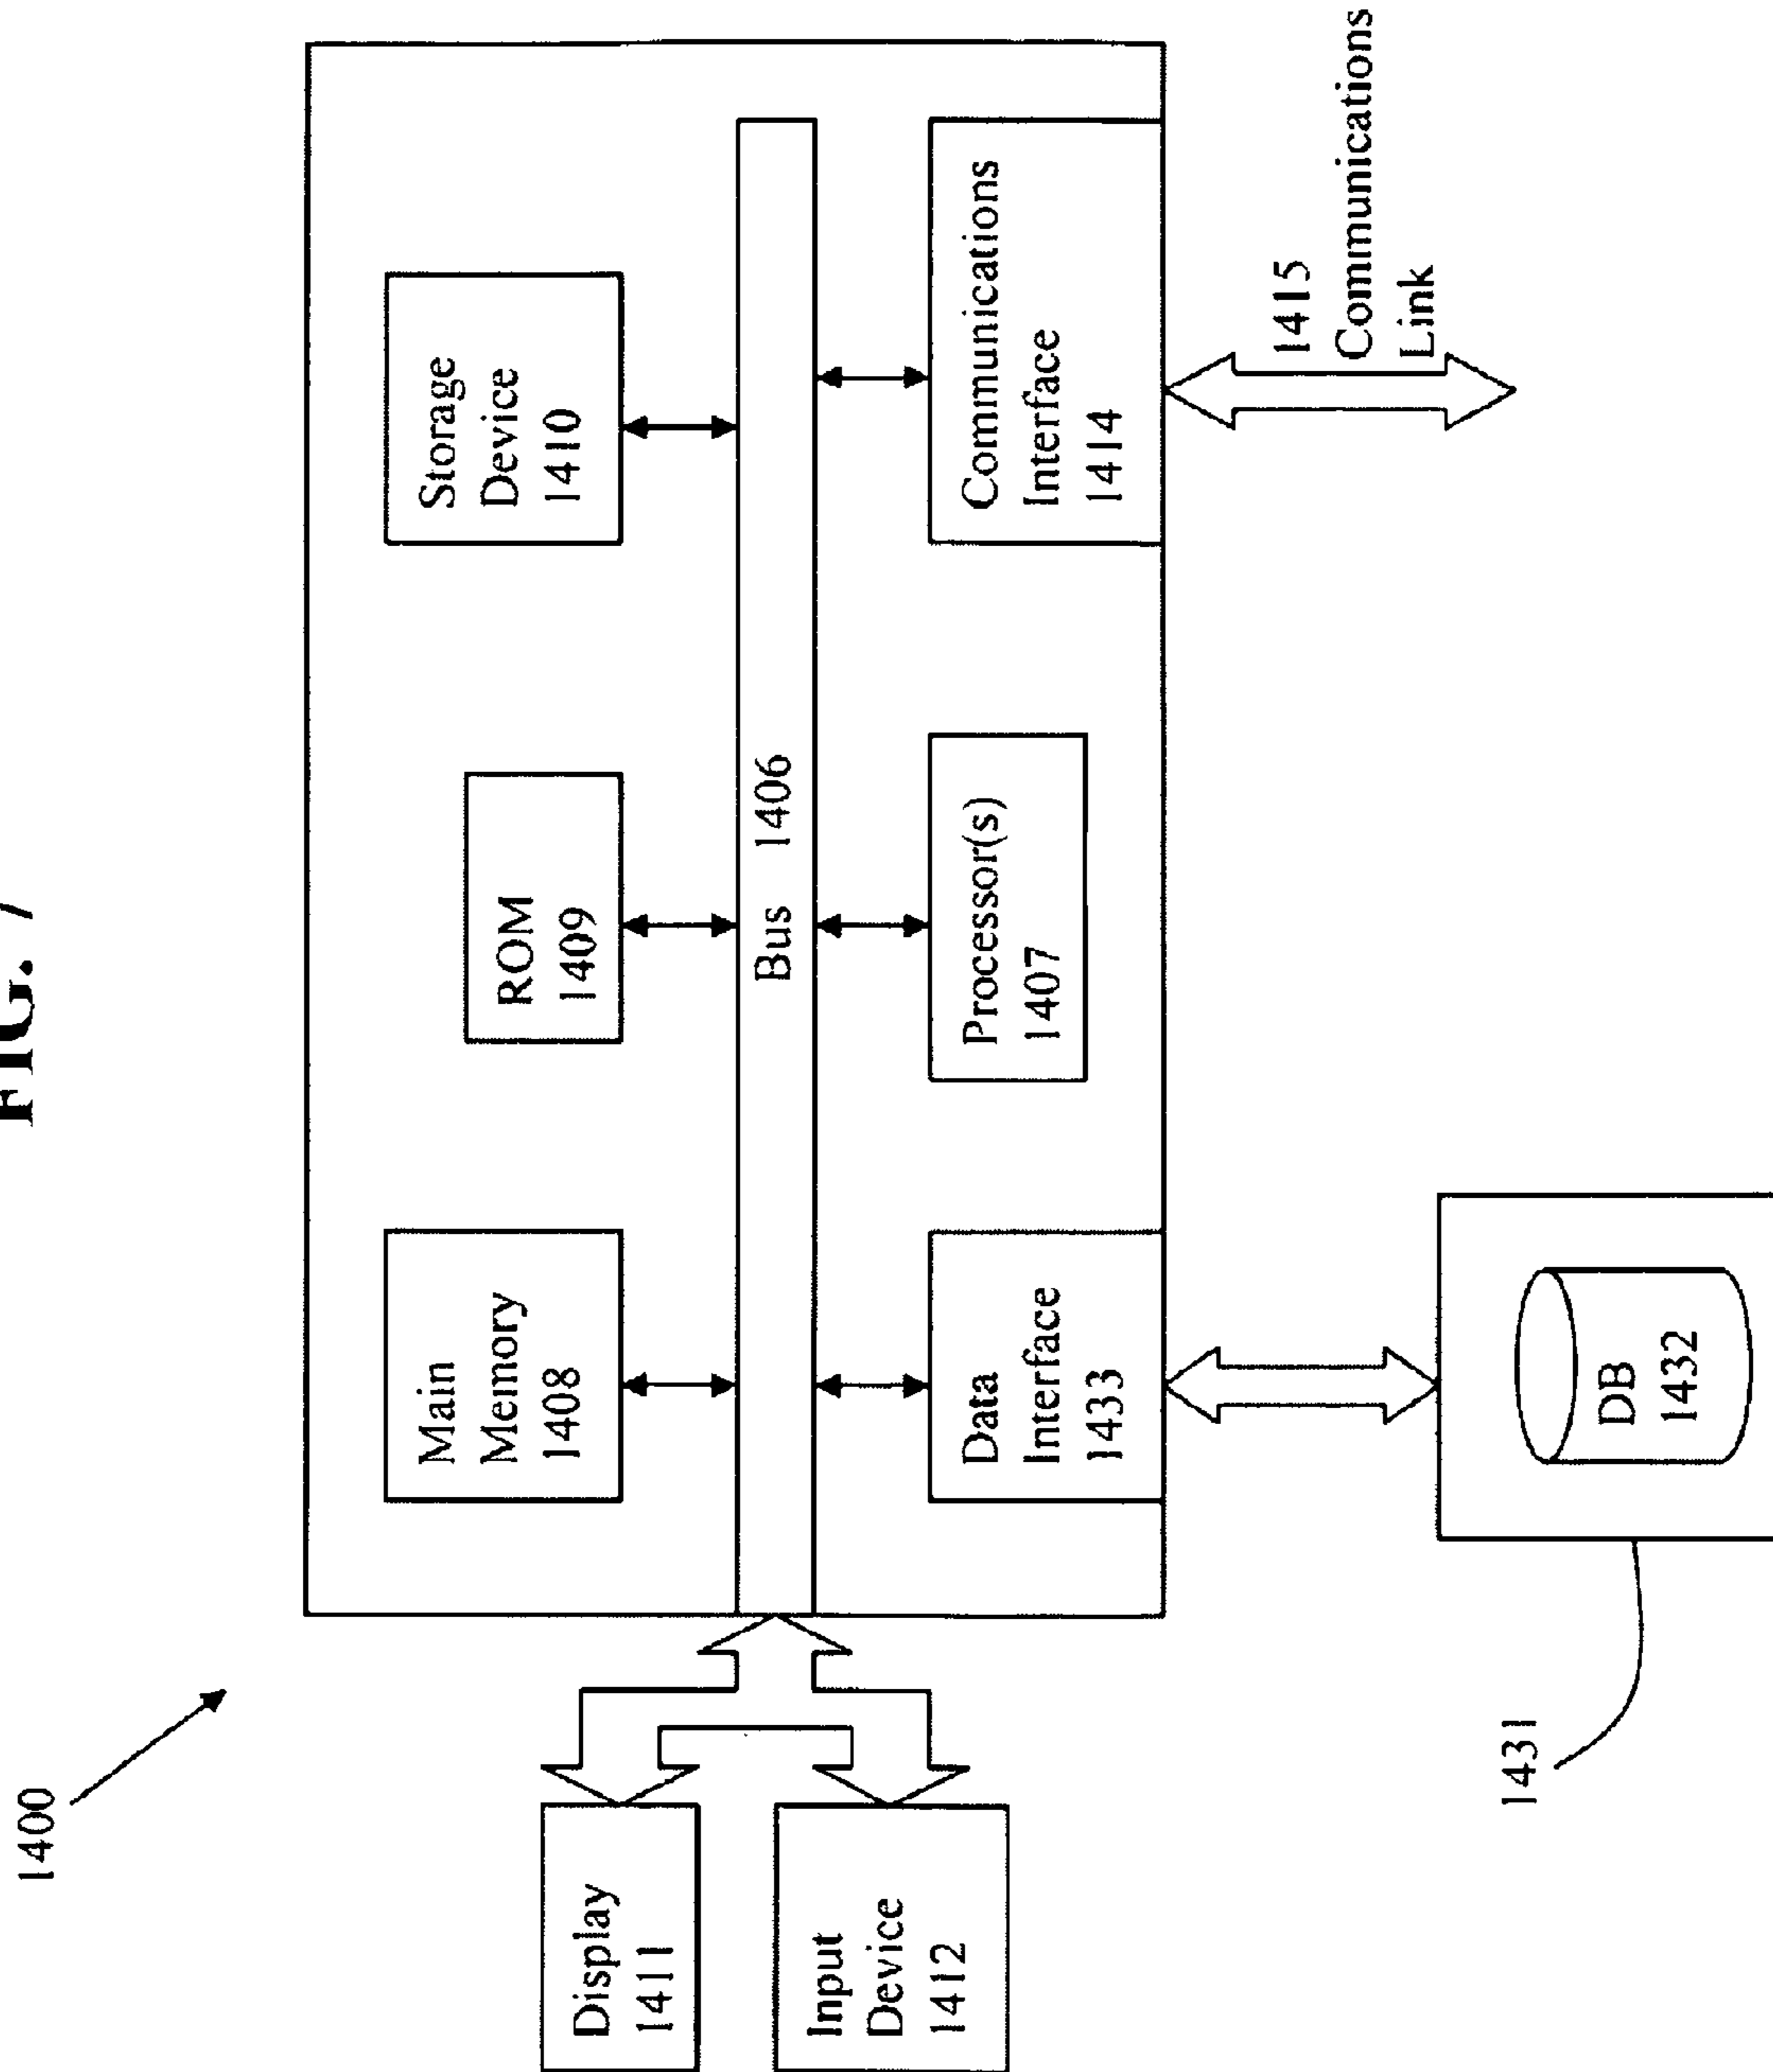 FIG. 7
1400
Main
Memory
1408
ROM
1409
Storage
Device
1410
Display
1411
Bus 1406
Input
Device
1412
Data
Interface
1433
Processor(s)
1407
Communications
Interface
1414
1415
Communications
Link
1431
DB
1432